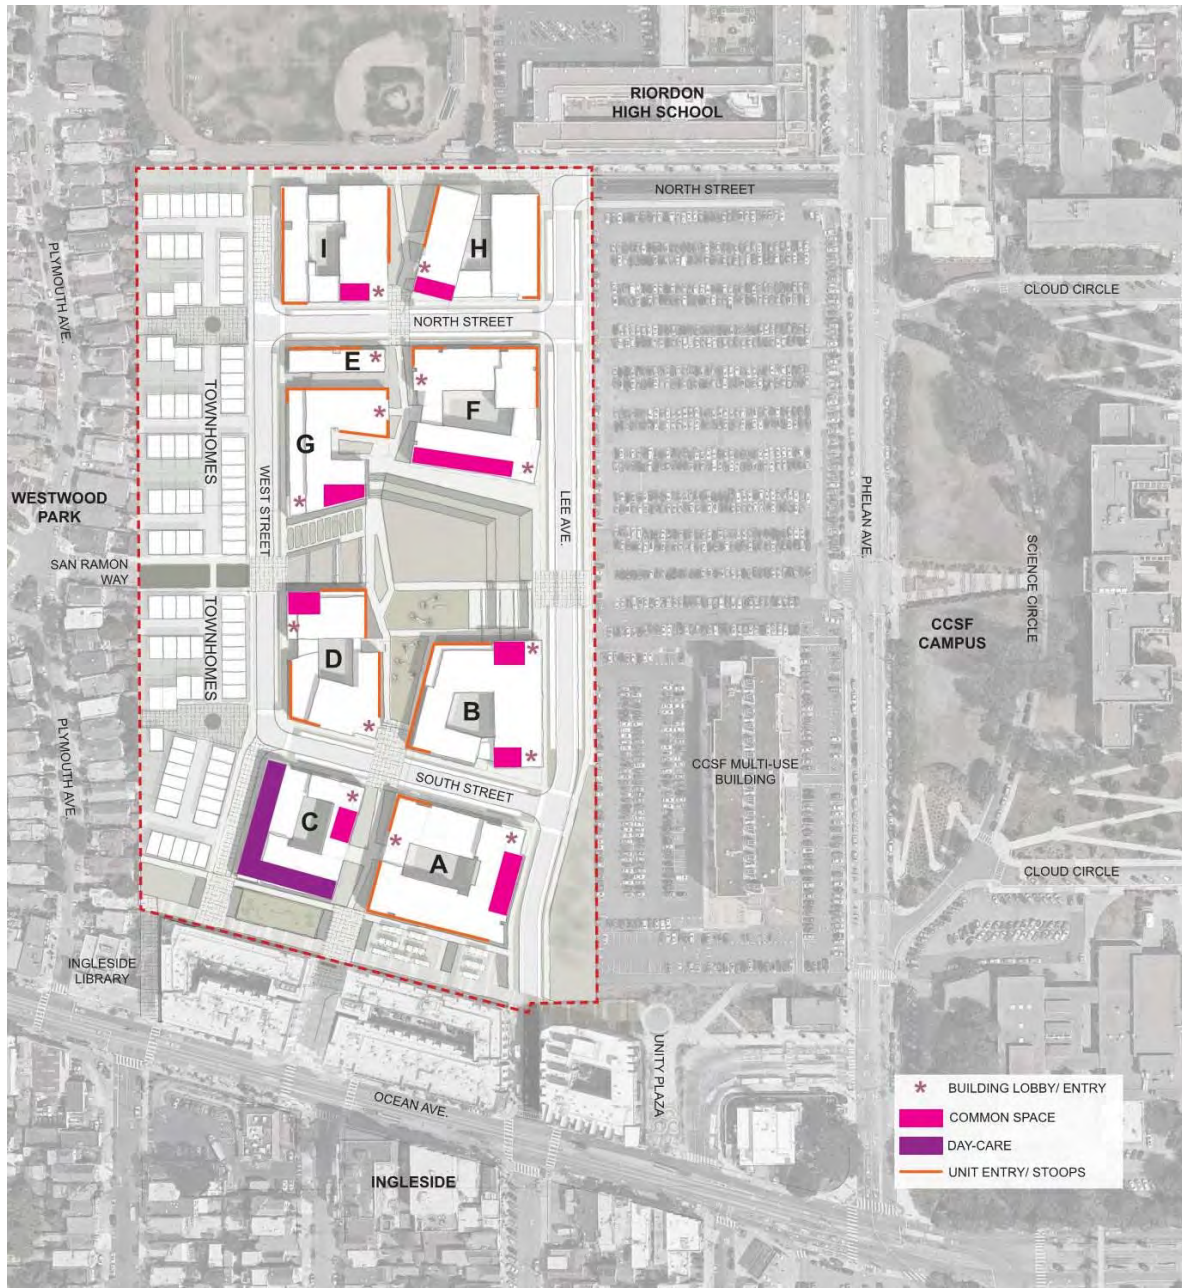 RIORDON
HIGH SCHOOL
NORTH STREET
I
H
PLYMOUTH AVE.
CLOUD CIRCLE
NORTH STREET
E
TOWNHOMES
F
G
WEST STREET
LEE AVE.
PHELAN AVE.
WESTWOOD
PARK
SAN RAMON
WAY
SCIENCE CIRCLE
CCSF
CAMPUS
TOWNHOMES
D
B
PLYMOUTH AVE.
CCSF MULTI-USE
BUILDING
SOUTH STREET
C
A
CLOUD CIRCLE
INGLESIDE
LIBRARY
UNITY PLAZA
OCEAN AVE.
INGLESIDE
* BUILDING LOBBY/ ENTRY
COMMON SPACE
DAY-CARE
UNIT ENTRY/ STOOPS